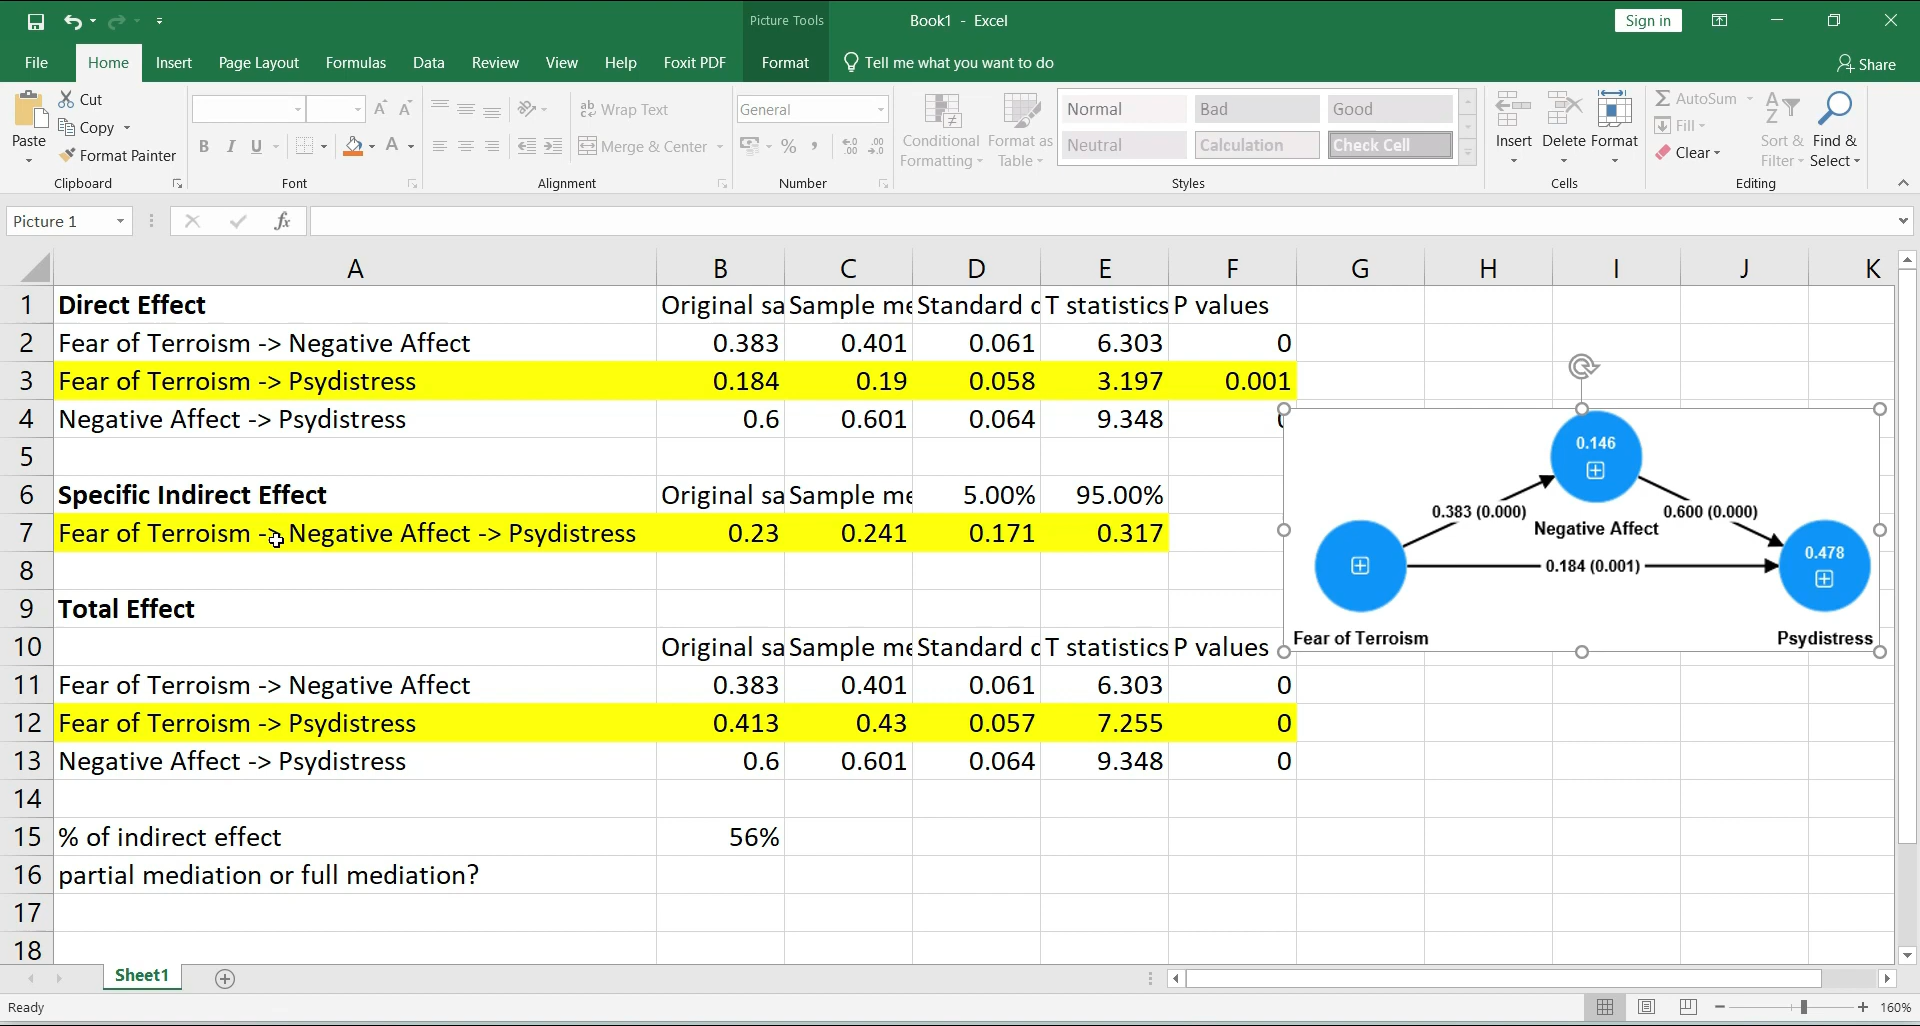 Picture Tools
Book1 - Excel
Sign in
File Home Insert Page Layout Formulas Data Review View Help Foxit PDF Format Tell me what you want to do
Share
Cut
Copy
Format Painter
Paste
Clipboard
B I U A
Font
Wrap Text
Merge & Center
Alignment
General
%
Number
Conditional Formatting
Format as Table
Normal Bad Good
Neutral Calculation Check Cell
Styles
Insert Delete Format
Cells
AutoSum
Fill
Clear
Sort & Filter
Find & Select
Editing
Picture 1
fx
A B C D E F G H I J K
1 Direct Effect Original sa Sample me Standard d T statistics P values
2 Fear of Terroism -> Negative Affect 0.383 0.401 0.061 6.303 0
3 Fear of Terroism -> Psydistress 0.184 0.19 0.058 3.197 0.001
4 Negative Affect -> Psydistress 0.6 0.601 0.064 9.348
5
6 Specific Indirect Effect Original sa Sample me 5.00% 95.00%
7 Fear of Terroism -> Negative Affect -> Psydistress 0.23 0.241 0.171 0.317
8
9 Total Effect
10 Original sa Sample me Standard d T statistics P values
11 Fear of Terroism -> Negative Affect 0.383 0.401 0.061 6.303 0
12 Fear of Terroism -> Psydistress 0.413 0.43 0.057 7.255 0
13 Negative Affect -> Psydistress 0.6 0.601 0.064 9.348 0
14
15 % of indirect effect 56%
16 partial mediation or full mediation?
17
18
0.146
0.383 (0.000)
0.600 (0.000)
Negative Affect
0.478
0.184 (0.001)
Fear of Terroism
Psydistress
Sheet1
Ready
160%